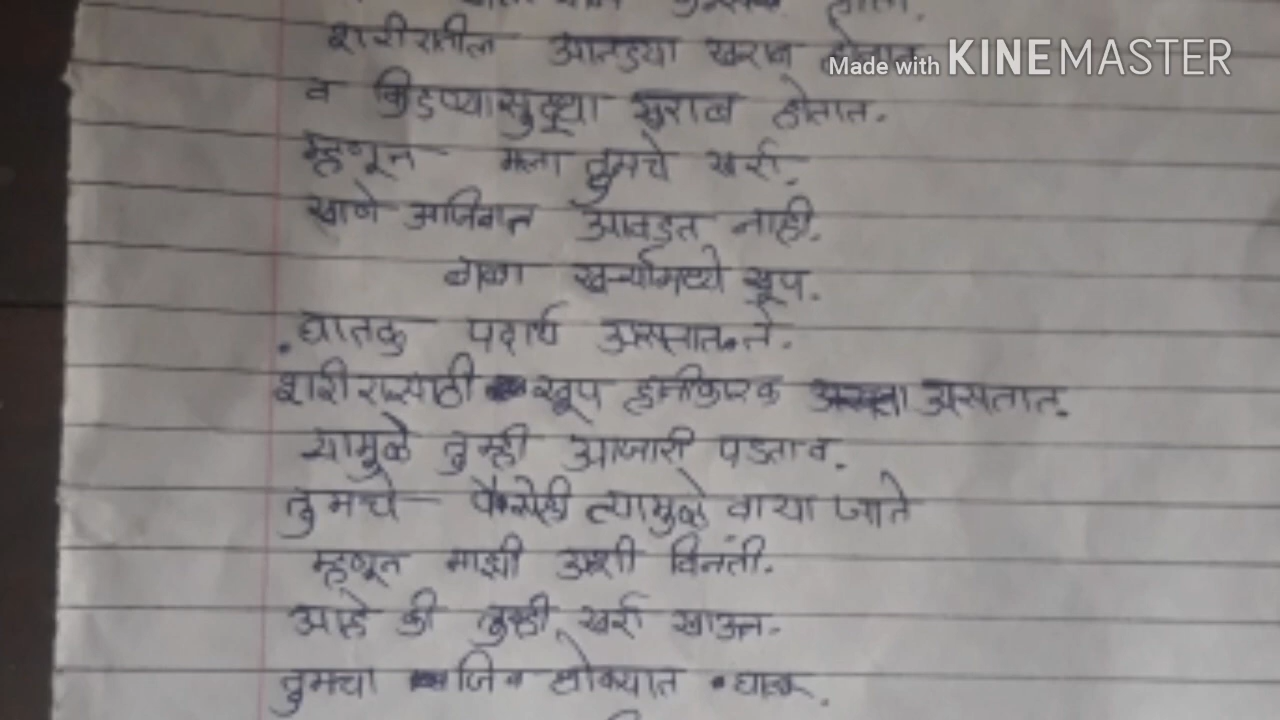 शरीरातील आतड्या खराब होतात
Made with KINEMASTER
व किडण्यासुद्धा खराब होतात.
म्हणून मला तुमचे खर्रा.
खाणे अजिबात आवडत नाही.
खर्ऱ्यामध्ये खूप.
घातक पदार्थ असतात.ते.
शरीरासाठी खूप हानीकारक असतात.
यामुळे तुम्ही आजारी पडताव.
तुमचे पैसेही त्यामुळे वाया जाते
म्हणून माझी अशी विनंती.
आहे की तुम्ही खर्रा खाऊन.
तुमचा जिव धोक्यात घालू.